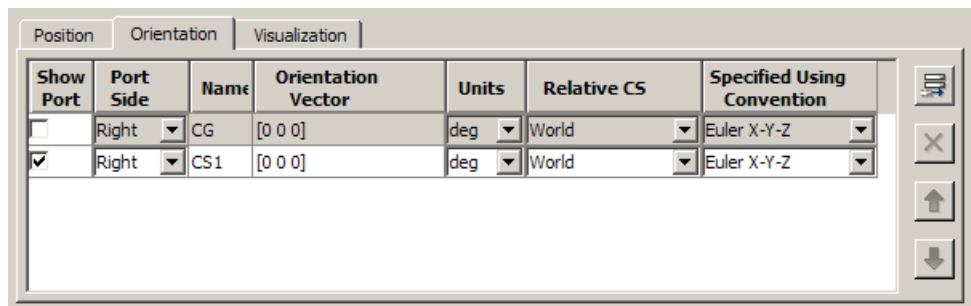 Position Orientation Visualization
Show Port Port Side Name Orientation Vector Units Relative CS Specified Using Convention
Right CG [0 0 0] deg World Euler X-Y-Z
Right CS1 [0 0 0] deg World Euler X-Y-Z